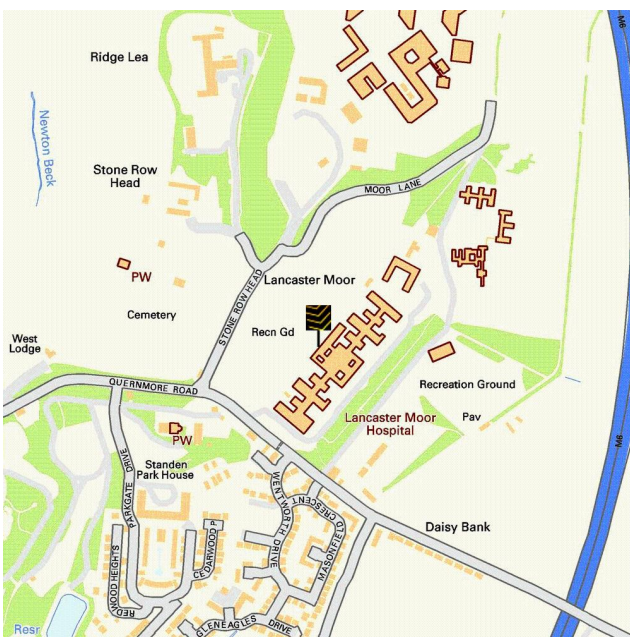 M6
Ridge Lea
Newton Beck
Stone Row
Head
MOOR LANE
PW
Lancaster Moor
STONE ROW HEAD
Cemetery
Recn Gd
West
Lodge
QUERNMORE ROAD
Recreation Ground
Lancaster Moor
Hospital
Pav
PW
M6
Standen
Park House
PARKGATE DRIVE
WENTWORTH DRIVE
MASONFIELD CRESCENT
Daisy Bank
CEDARWOOD P
REDWOOD HEIGHTS
GLENEAGLES DRIVE
Resr